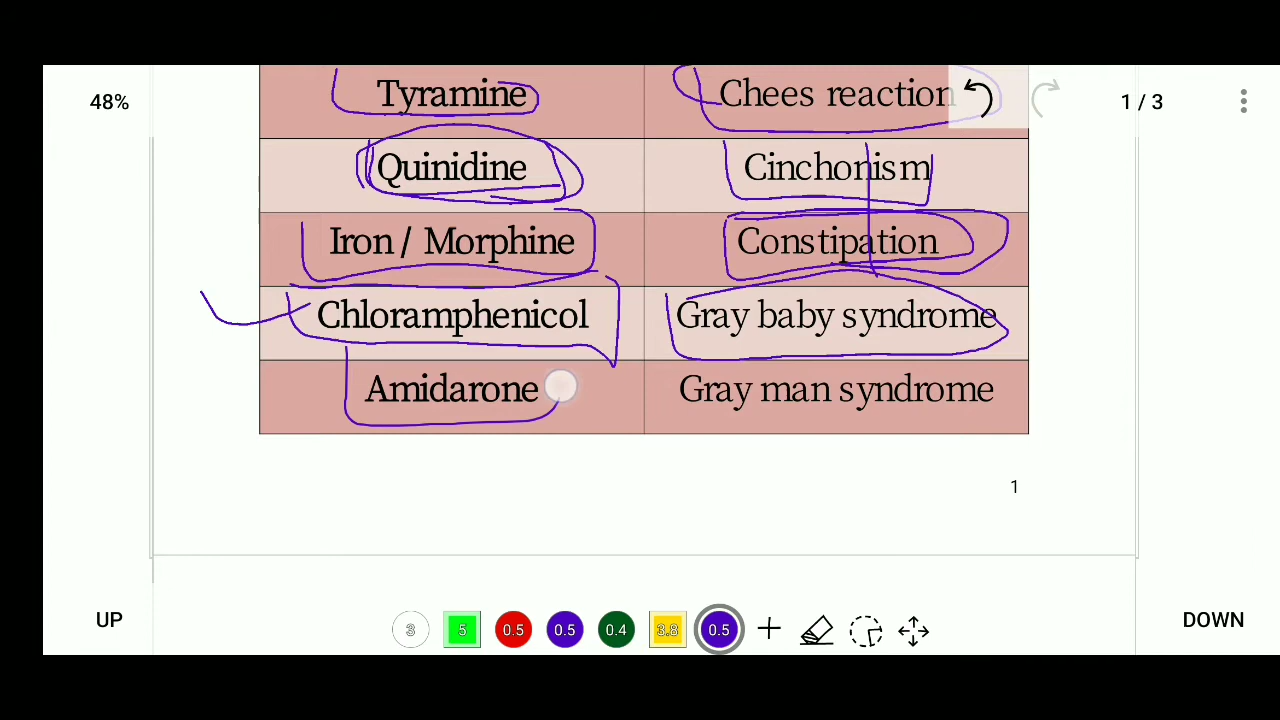 48%
1 / 3
Tyramine Chees reaction
Quinidine Cinchonism
Iron / Morphine Constipation
Chloramphenicol Gray baby syndrome
Amidarone Gray man syndrome
1
UP
DOWN
3 5 0.5 0.5 0.4 3.8 0.5